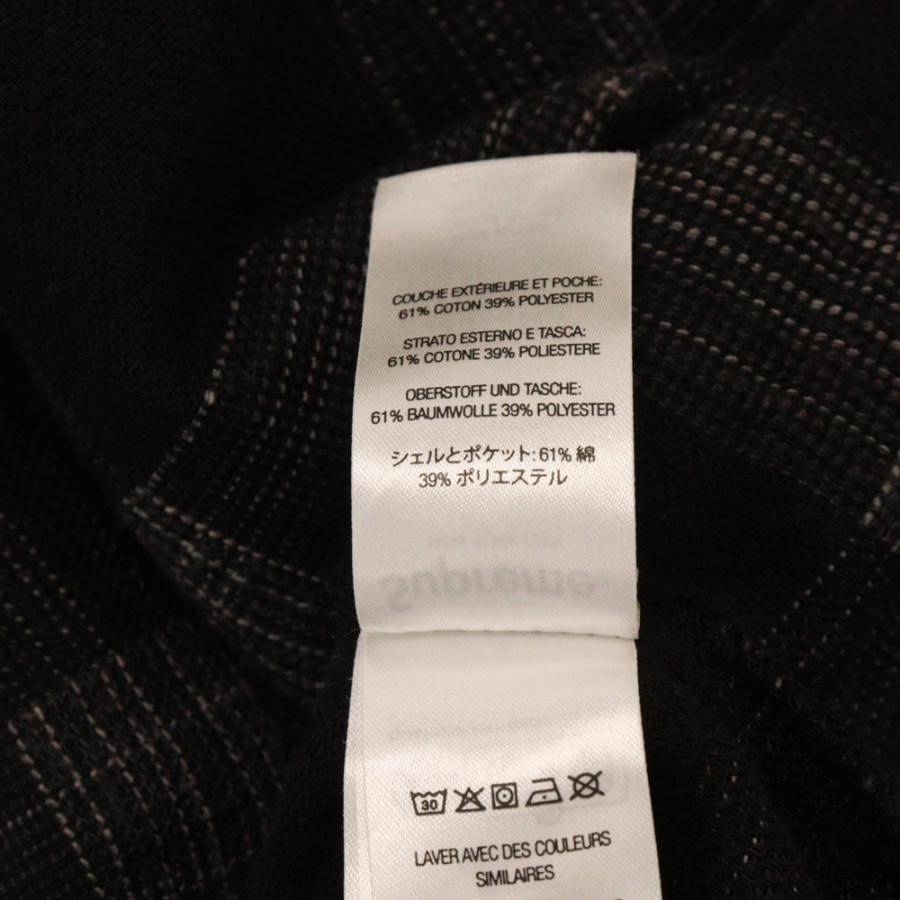 COUCHE EXTÉRIEURE ET POCHE:
61% COTON 39% POLYESTER
STRATO ESTERNO E TASCA:
61% COTONE 39% POLIESTERE
OBERSTOFF UND TASCHE:
61% BAUMWOLLE 39% POLYESTER
シェルとポケット: 61% 綿
39% ポリエステル
Supreme
30
LAVER AVEC DES COULEURS
SIMILAIRES